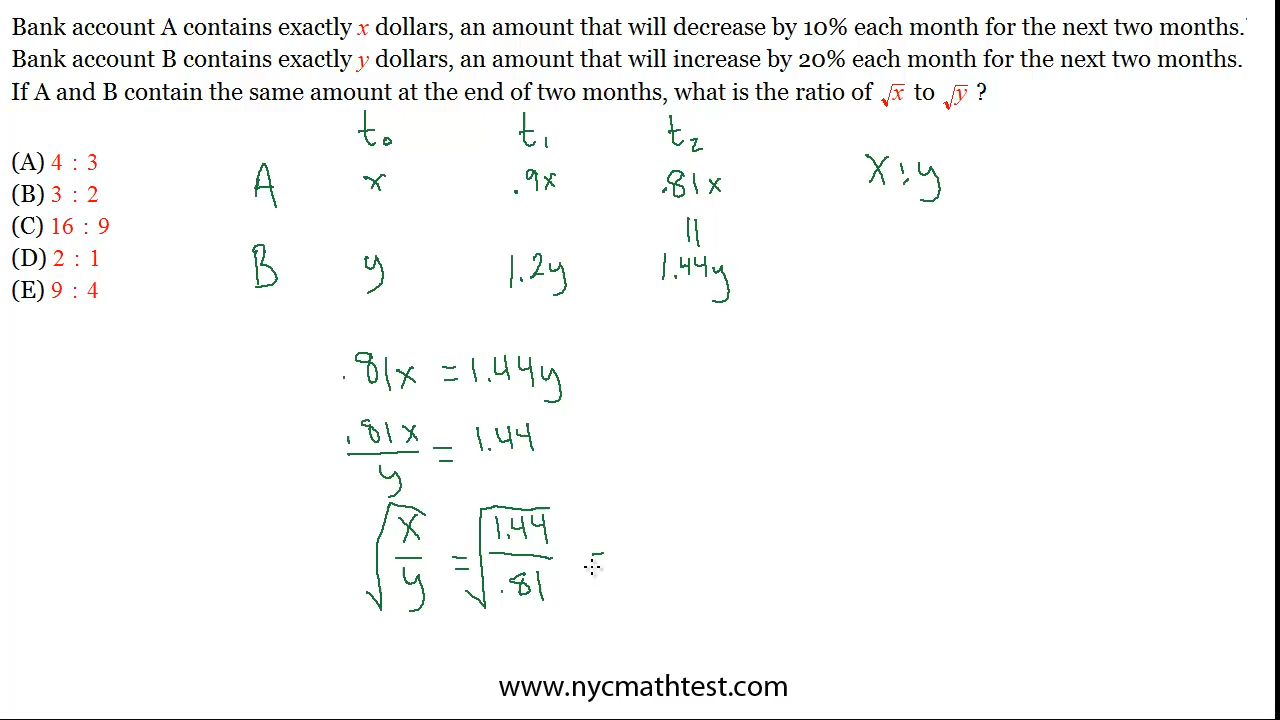 Bank account A contains exactly x dollars, an amount that will decrease by 10% each month for the next two months.
Bank account B contains exactly y dollars, an amount that will increase by 20% each month for the next two months.
If A and B contain the same amount at the end of two months, what is the ratio of √x to √y ?
t₀ t₁ t₂
(A) 4 : 3
(B) 3 : 2
(C) 16 : 9
(D) 2 : 1
(E) 9 : 4
A x .9x .81x x : y
||
B y 1.2y 1.44y
.81x = 1.44y
.81x/y = 1.44
√(x/y) = √(1.44/.81) =
www.nycmathtest.com